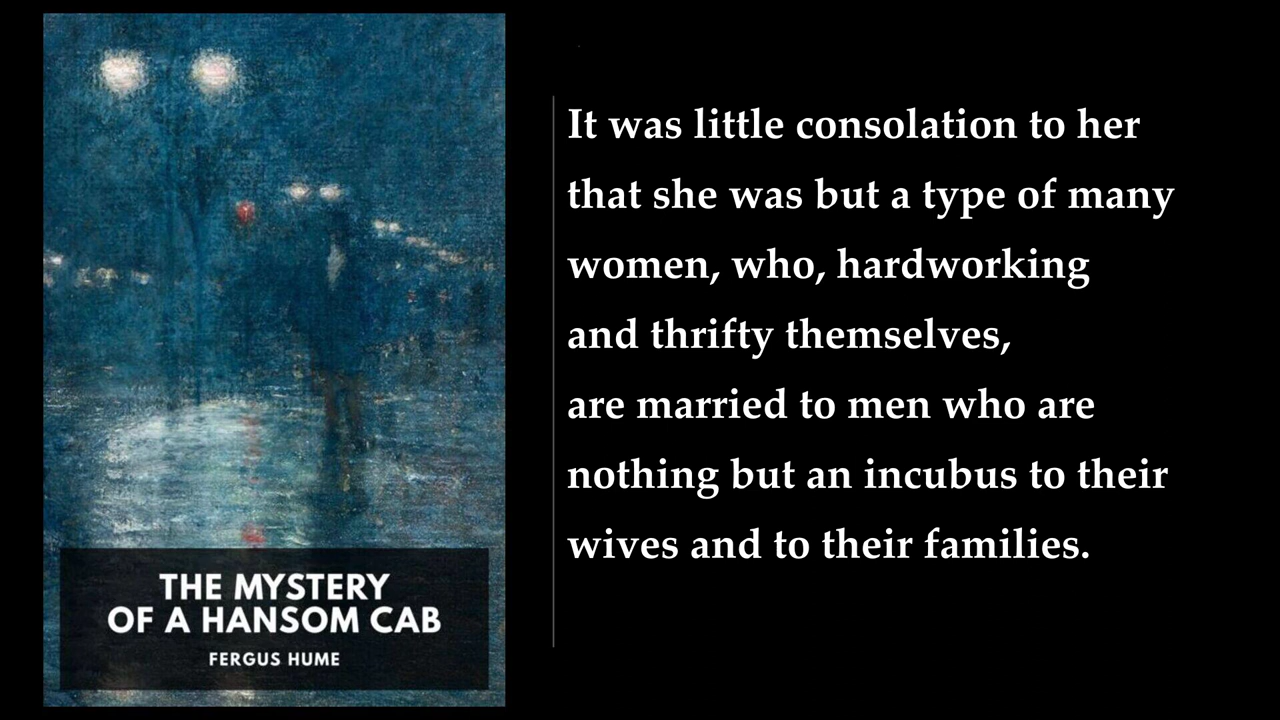 THE MYSTERY
OF A HANSOM CAB
FERGUS HUME
It was little consolation to her
that she was but a type of many
women, who, hardworking
and thrifty themselves,
are married to men who are
nothing but an incubus to their
wives and to their families.